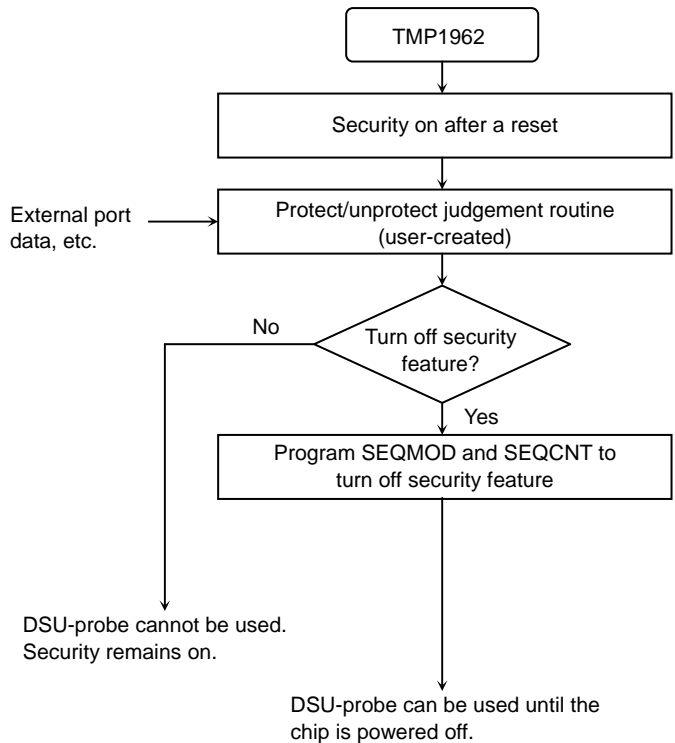 TMP1962
Security on after a reset
External port
data, etc.
Protect/unprotect judgement routine
(user-created)
No
Turn off security
feature?
Yes
Program SEQMOD and SEQCNT to
turn off security feature
DSU-probe cannot be used.
Security remains on.
DSU-probe can be used until the
chip is powered off.